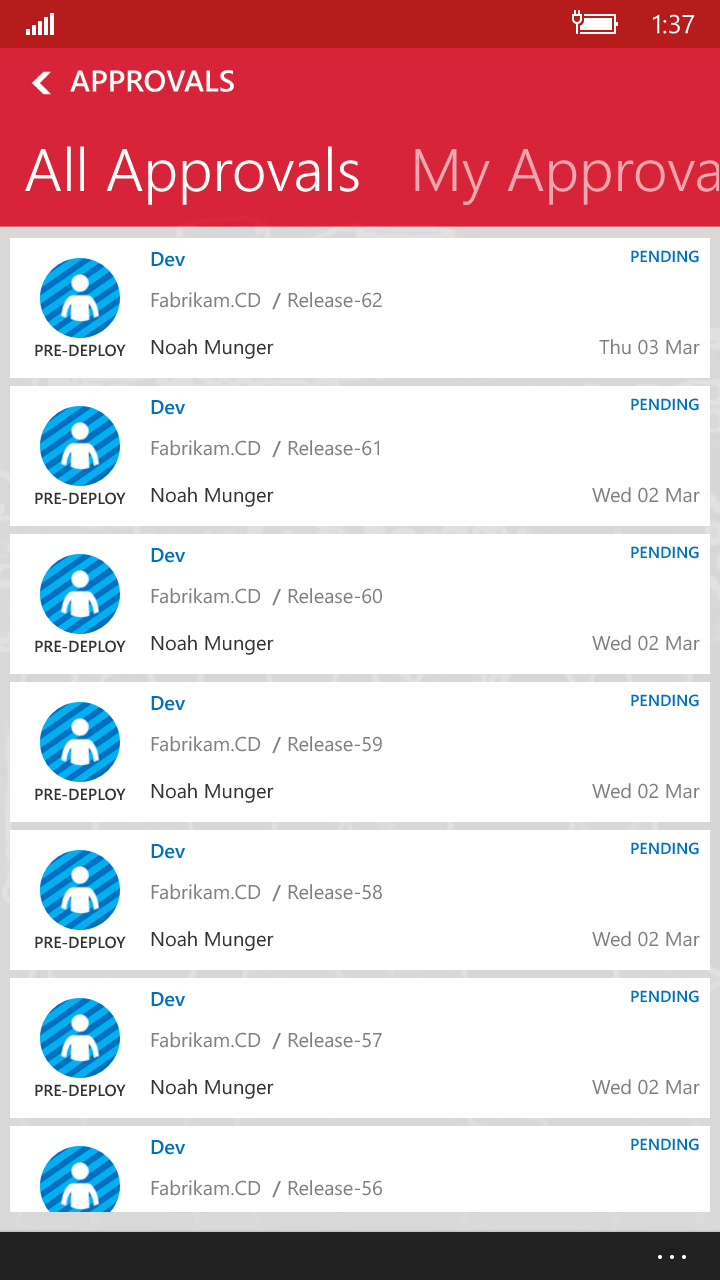 1:37
APPROVALS
All Approvals My Approva
Dev PENDING
Fabrikam.CD / Release-62
PRE-DEPLOY Noah Munger Thu 03 Mar
Dev PENDING
Fabrikam.CD / Release-61
PRE-DEPLOY Noah Munger Wed 02 Mar
Dev PENDING
Fabrikam.CD / Release-60
PRE-DEPLOY Noah Munger Wed 02 Mar
Dev PENDING
Fabrikam.CD / Release-59
PRE-DEPLOY Noah Munger Wed 02 Mar
Dev PENDING
Fabrikam.CD / Release-58
PRE-DEPLOY Noah Munger Wed 02 Mar
Dev PENDING
Fabrikam.CD / Release-57
PRE-DEPLOY Noah Munger Wed 02 Mar
Dev PENDING
Fabrikam.CD / Release-56
...